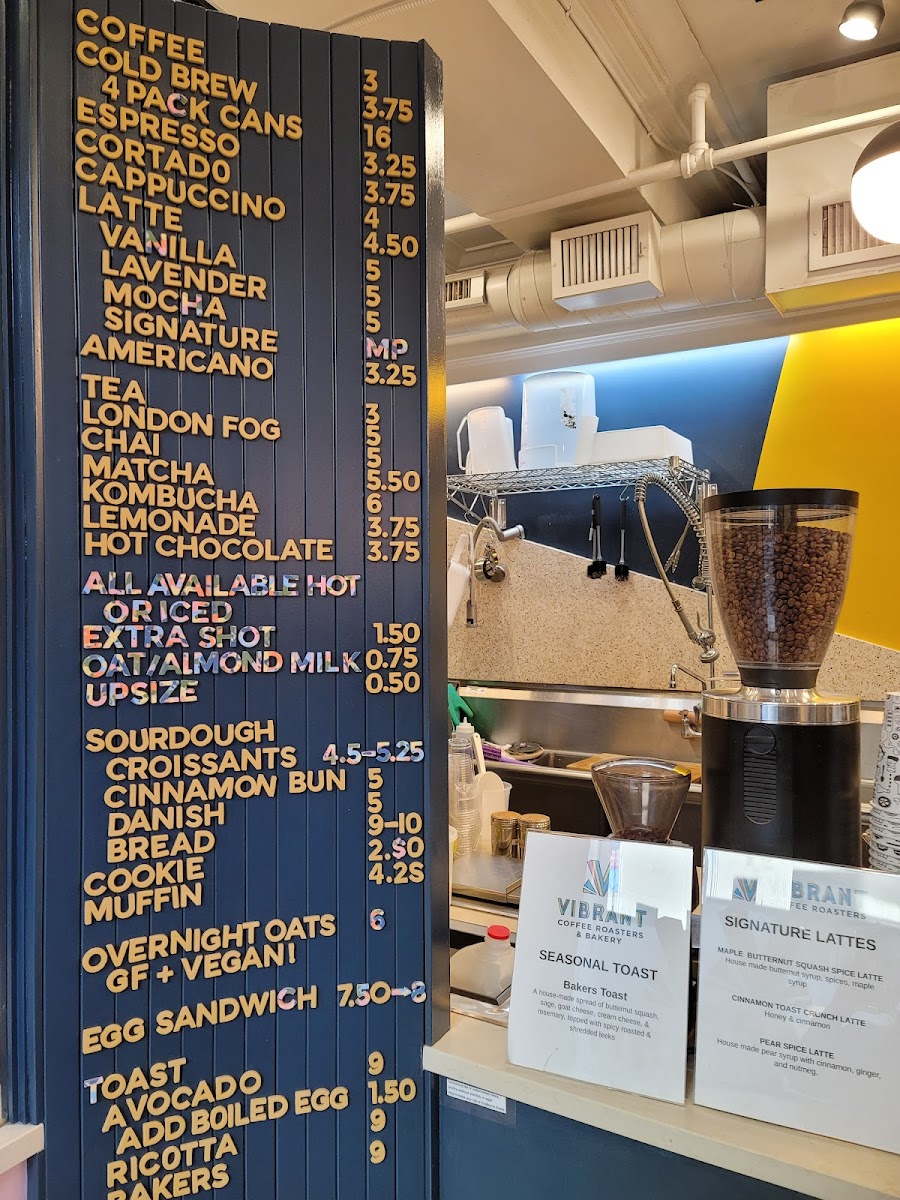 COFFEE 3
COLD BREW 3.75
4 PACK CANS 16
ESPRESSO 3.25
CORTADO 3.75
CAPPUCCINO 4
LATTE 4.50
VANILLA 5
LAVENDER 5
MOCHA 5
SIGNATURE MP
AMERICANO 3.25
TEA 3
LONDON FOG 5
CHAI 5
MATCHA 5.50
KOMBUCHA 6
LEMONADE 3.75
HOT CHOCOLATE 3.75
ALL AVAILABLE HOT
OR ICED
EXTRA SHOT 1.50
OAT/ALMOND MILK 0.75
UPSIZE 0.50
SOURDOUGH
CROISSANTS 4.5-5.25
CINNAMON BUN 5
DANISH 5
BREAD 9-10
COOKIE 2.50
MUFFIN 4.25
OVERNIGHT OATS 6
GF + VEGAN!
EGG SANDWICH 7.50→8
TOAST
AVOCADO 9
ADD BOILED EGG 1.50
RICOTTA 9
BAKERS 9
VIBRANT
COFFEE ROASTERS
& BAKERY
SEASONAL TOAST
Bakers Toast
A house-made spread of butternut squash,
sage, goat cheese, cream cheese, &
rosemary, topped with spicy roasted &
shredded leeks
VIBRANT
COFFEE ROASTERS
SIGNATURE LATTES
MAPLE, BUTTERNUT SQUASH SPICE LATTE
House made butternut syrup, spices, maple
syrup
CINNAMON TOAST CRUNCH LATTE
Honey & cinnamon
PEAR SPICE LATTE
House made pear syrup with cinnamon, ginger,
and nutmeg,